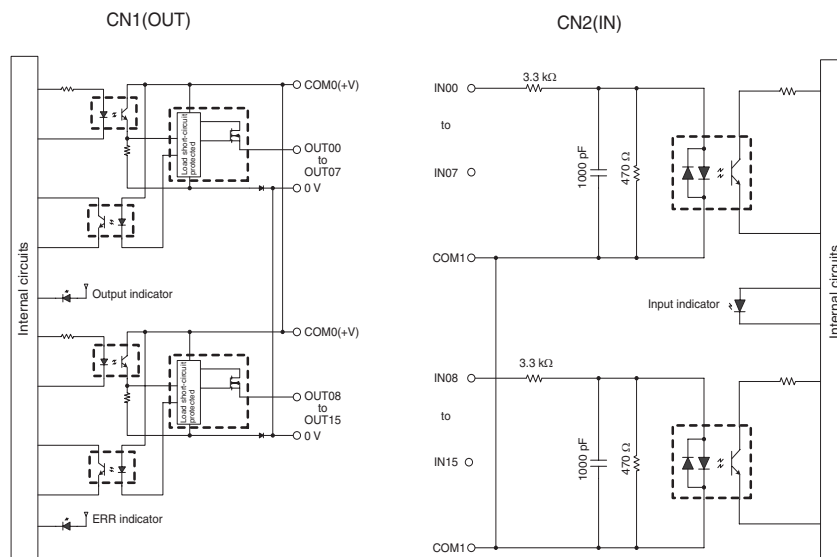 CN1(OUT)
Internal circuits
COM0(+V)
Load short-circuit
protected
OUT00
to
OUT07
0 V
Output indicator
COM0(+V)
Load short-circuit
protected
OUT08
to
OUT15
0 V
ERR indicator
CN2(IN)
IN00
to
IN07
COM1
3.3 kΩ
1000 pF
470 Ω
Input indicator
Internal circuits
IN08
to
IN15
COM1
3.3 kΩ
1000 pF
470 Ω